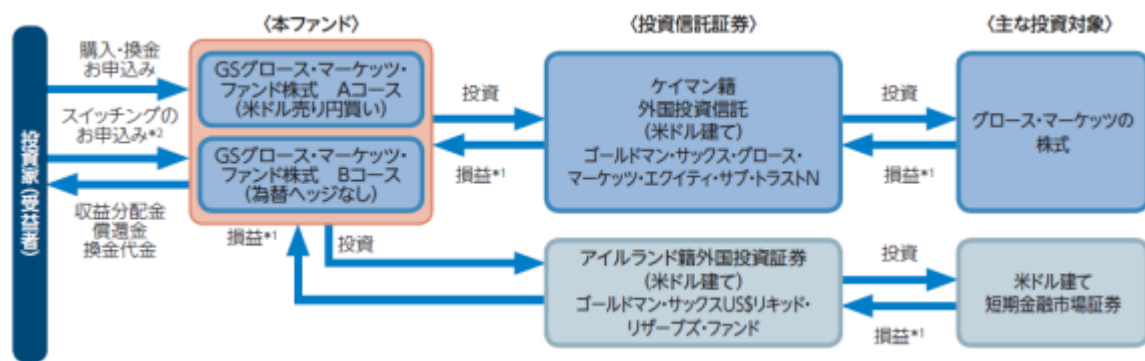 〈本ファンド〉
〈投資信託証券〉
〈主な投資対象〉
投資家(受益者)
購入・換金
お申込み
スイッチングの
お申込み*2
収益分配金
償還金
換金代金
GSグロース・マーケッツ・
ファンド株式 Aコース
(米ドル売り円買い)
GSグロース・マーケッツ・
ファンド株式 Bコース
(為替ヘッジなし)
投資
損益*1
ケイマン籍
外国投資信託
(米ドル建て)
ゴールドマン・サックス・グロース・
マーケッツ・エクイティ・サブ・トラストN
投資
損益*1
グロース・マーケッツの
株式
損益*1
投資
アイルランド籍外国投資証券
(米ドル建て)
ゴールドマン・サックスUS$リキッド・
リザーブズ・ファンド
投資
損益*1
米ドル建て
短期金融市場証券